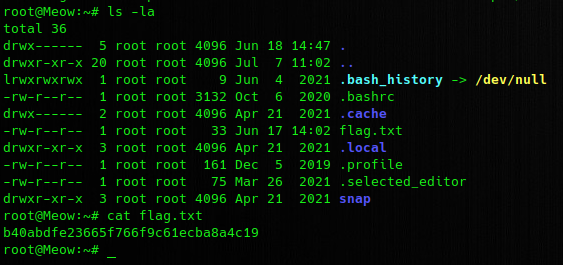 root@Meow:~# ls -la
total 36
drwx------  5 root root 4096 Jun 18 14:47 .
drwxr-xr-x 20 root root 4096 Jul  7 11:02 ..
lrwxrwxrwx  1 root root    9 Jun  4  2021 .bash_history -> /dev/null
-rw-r--r--  1 root root 3132 Oct  6  2020 .bashrc
drwx------  2 root root 4096 Apr 21  2021 .cache
-rw-r--r--  1 root root   33 Jun 17 14:02 flag.txt
drwxr-xr-x  3 root root 4096 Apr 21  2021 .local
-rw-r--r--  1 root root  161 Dec  5  2019 .profile
-rw-r--r--  1 root root   75 Mar 26  2021 .selected_editor
drwxr-xr-x  3 root root 4096 Apr 21  2021 snap
root@Meow:~# cat flag.txt
b40abdfe23665f766f9c61ecba8a4c19
root@Meow:~# _